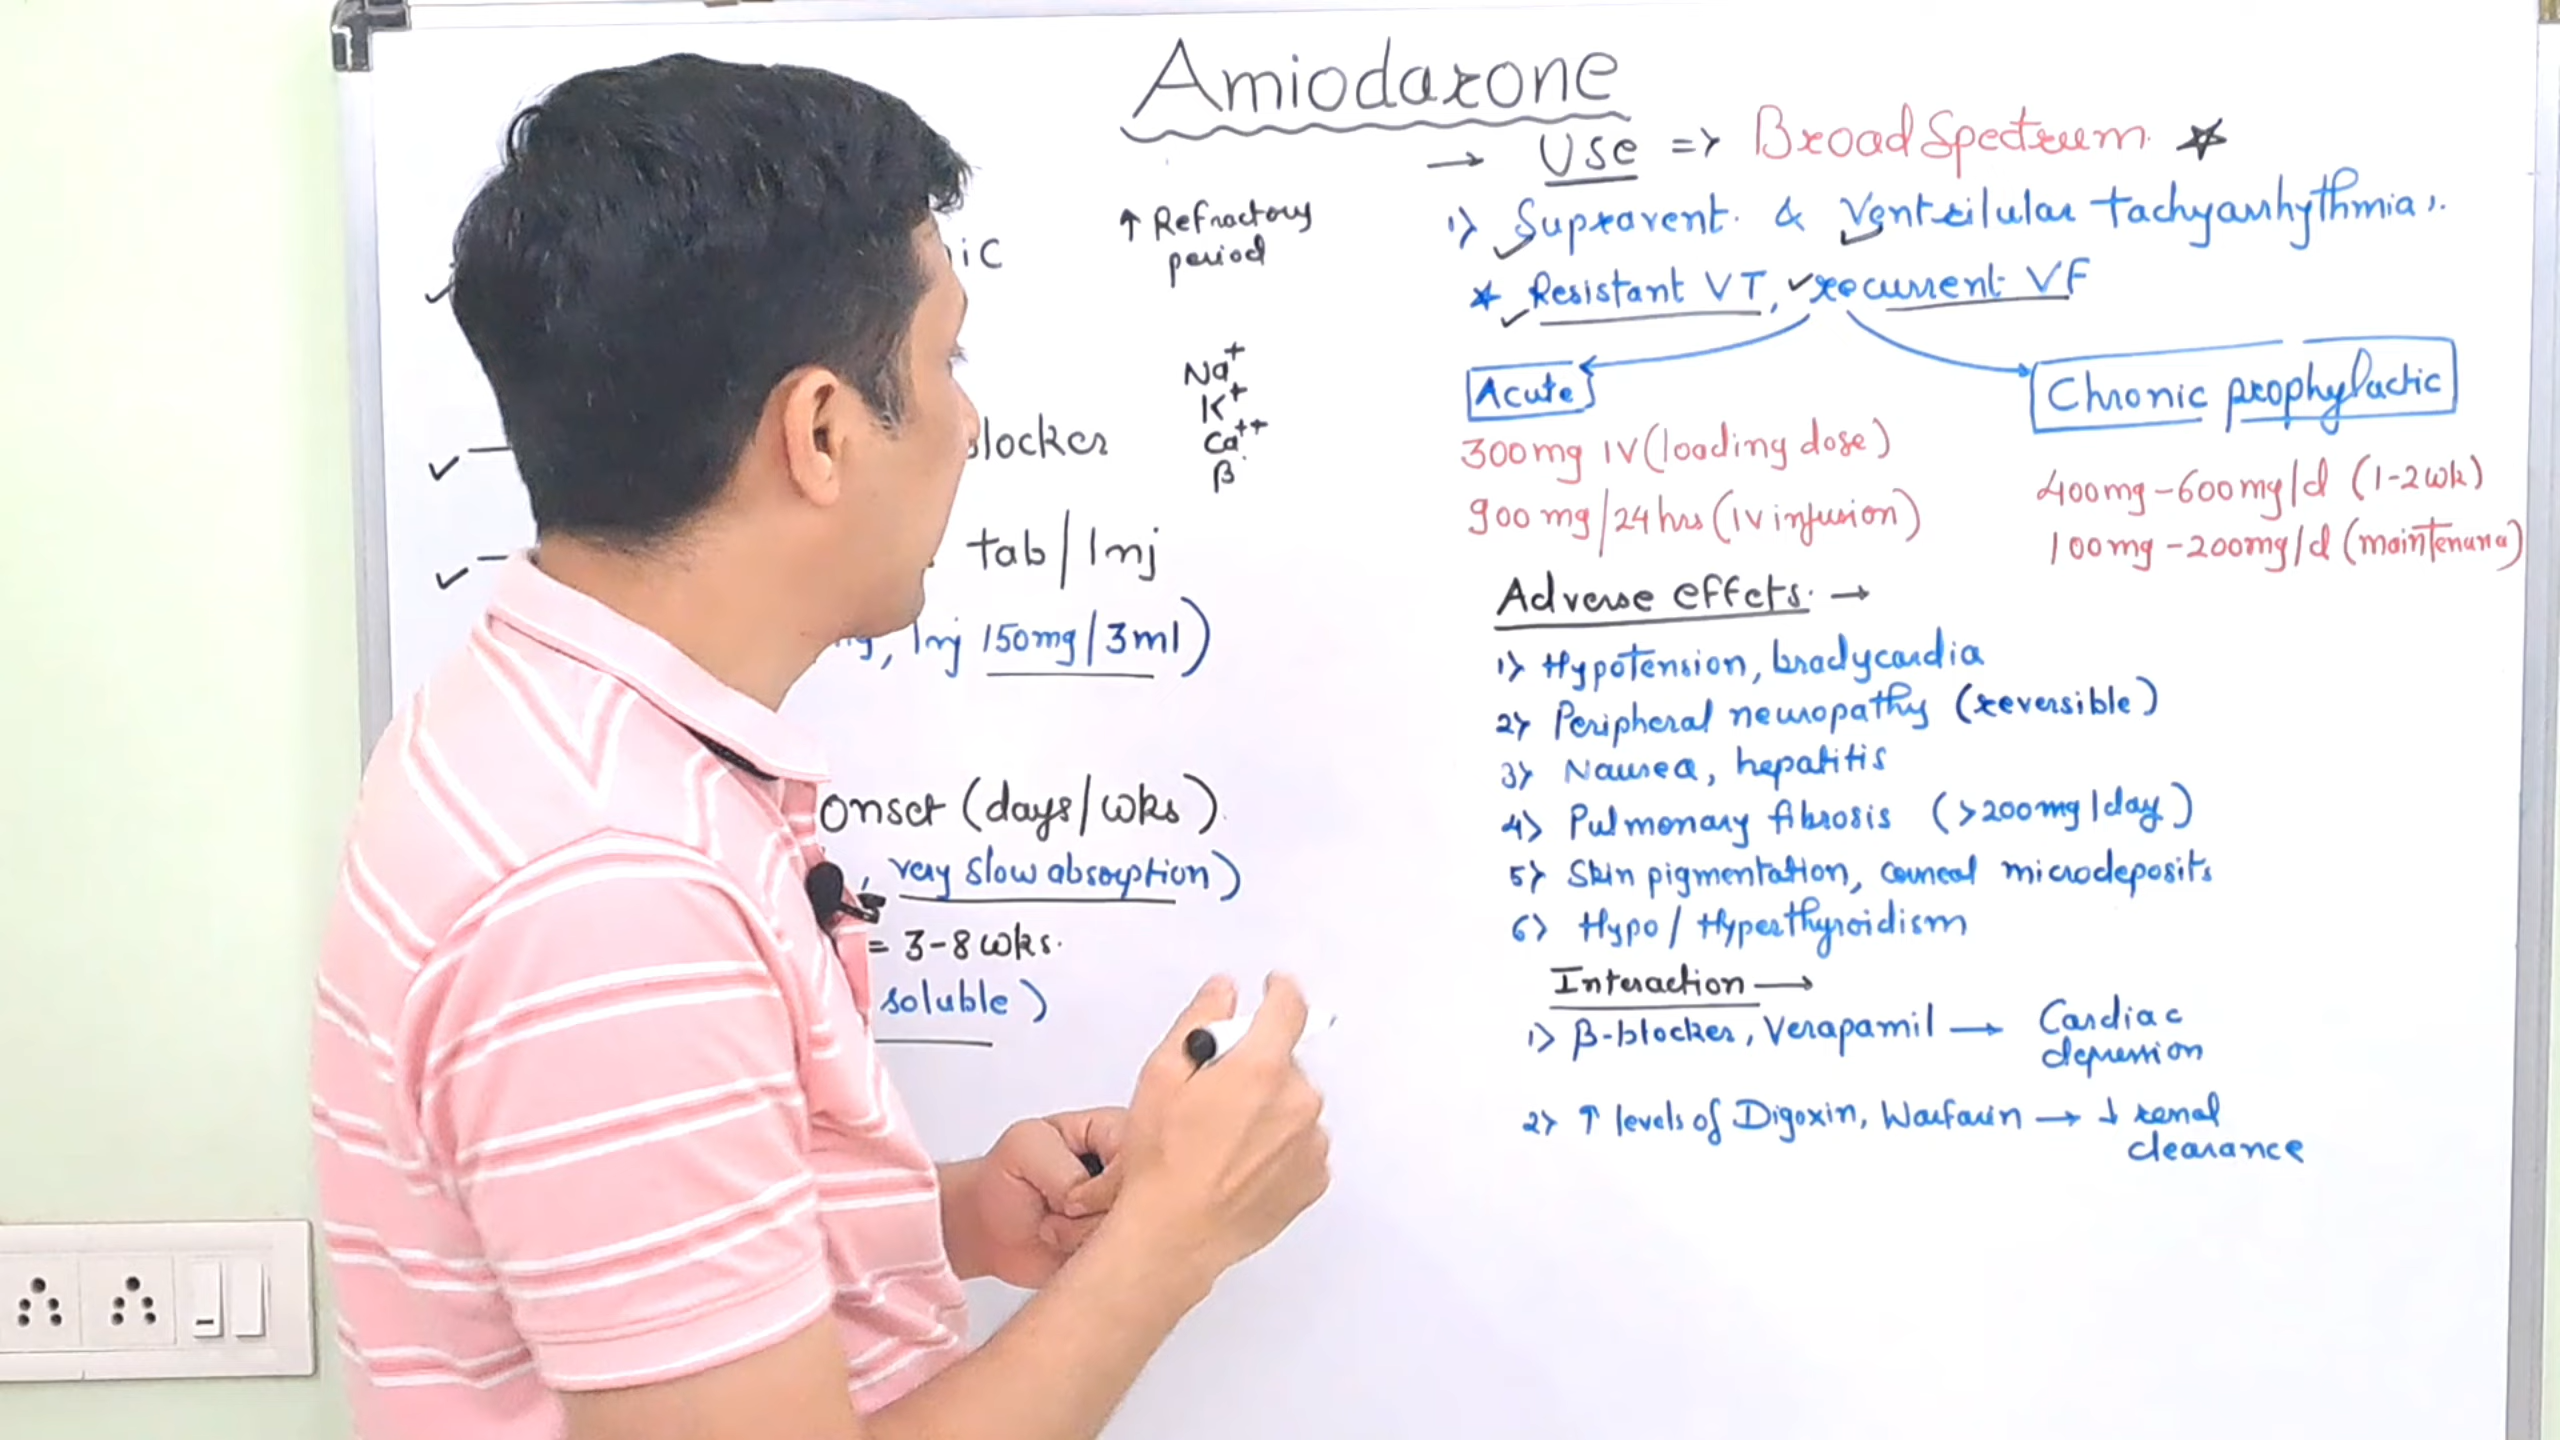 Amiodarone
↑ Refractory
period
Na+
K+
Ca++
β
locker
tab/Inj
Inj 150mg/3ml)
onset (days/wks)
very slow absorption)
= 3-8 wks.
soluble)
→ Use => Broad Spectrum ★
1) Supravent. & Ventrilular tachyarrhythmia's.
★ Resistant VT, recurrent VF
Acute
300mg IV (loading dose)
900 mg/24 hrs (IV infusion)
Chronic prophylactic
400mg-600mg/d (1-2wk)
100mg-200mg/d (maintenance)
Adverse effets. →
1) Hypotension, bradycardia
2) Peripheral neuropathy (reversible)
3) Nausea, hepatitis
4) Pulmonary fibrosis (>200mg/day)
5) Skin pigmentation, corneal microdeposits
6) Hypo/Hyperthyroidism
Interaction →
1) β-blocker, Verapamil → Cardiac
depression
2) ↑ levels of Digoxin, Warfarin → ↓ renal
clearance